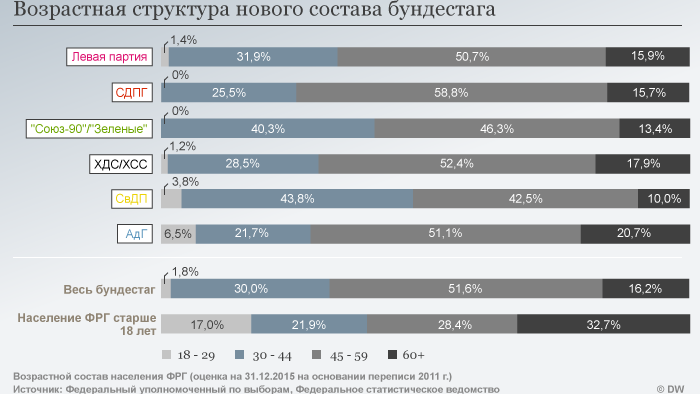 Возрастная структура нового состава бундестага
1,4%
Левая партия 31,9% 50,7% 15,9%
0%
СДПГ 25,5% 58,8% 15,7%
0%
"Союз-90"/"Зеленые" 40,3% 46,3% 13,4%
1,2%
ХДС/ХСС 28,5% 52,4% 17,9%
3,8%
СвДП 43,8% 42,5% 10,0%
АдГ 6,5% 21,7% 51,1% 20,7%
1,8%
Весь бундестаг 30,0% 51,6% 16,2%
Население ФРГ старше
18 лет 17,0% 21,9% 28,4% 32,7%
18 - 29 30 - 44 45 - 59 60+
Возрастной состав населения ФРГ (оценка на 31.12.2015 на основании переписи 2011 г.)
Источник: Федеральный уполномоченный по выборам, Федеральное статистическое ведомство © DW